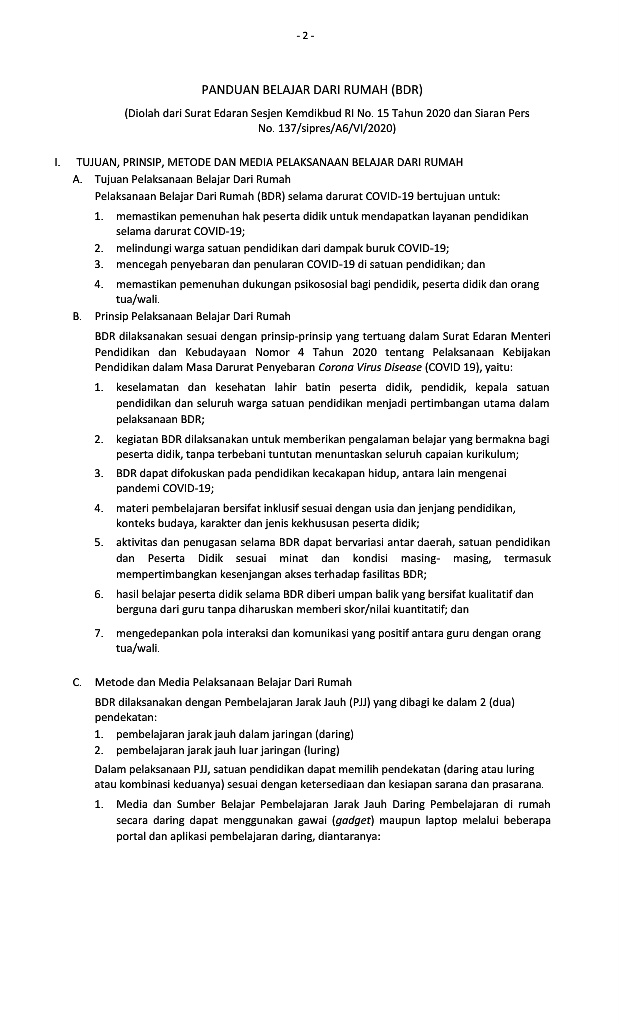 - 2 -
PANDUAN BELAJAR DARI RUMAH (BDR)
(Diolah dari Surat Edaran Sesjen Kemdikbud RI No. 15 Tahun 2020 dan Siaran Pers
No. 137/sipres/A6/VI/2020)
I. TUJUAN, PRINSIP, METODE DAN MEDIA PELAKSANAAN BELAJAR DARI RUMAH
A. Tujuan Pelaksanaan Belajar Dari Rumah
Pelaksanaan Belajar Dari Rumah (BDR) selama darurat COVID-19 bertujuan untuk:
1. memastikan pemenuhan hak peserta didik untuk mendapatkan layanan pendidikan
selama darurat COVID-19;
2. melindungi warga satuan pendidikan dari dampak buruk COVID-19;
3. mencegah penyebaran dan penularan COVID-19 di satuan pendidikan; dan
4. memastikan pemenuhan dukungan psikososial bagi pendidik, peserta didik dan orang
tua/wali.
B. Prinsip Pelaksanaan Belajar Dari Rumah
BDR dilaksanakan sesuai dengan prinsip-prinsip yang tertuang dalam Surat Edaran Menteri
Pendidikan dan Kebudayaan Nomor 4 Tahun 2020 tentang Pelaksanaan Kebijakan
Pendidikan dalam Masa Darurat Penyebaran Corona Virus Disease (COVID 19), yaitu:
1. keselamatan dan kesehatan lahir batin peserta didik, pendidik, kepala satuan
pendidikan dan seluruh warga satuan pendidikan menjadi pertimbangan utama dalam
pelaksanaan BDR;
2. kegiatan BDR dilaksanakan untuk memberikan pengalaman belajar yang bermakna bagi
peserta didik, tanpa terbebani tuntutan menuntaskan seluruh capaian kurikulum;
3. BDR dapat difokuskan pada pendidikan kecakapan hidup, antara lain mengenai
pandemi COVID-19;
4. materi pembelajaran bersifat inklusif sesuai dengan usia dan jenjang pendidikan,
konteks budaya, karakter dan jenis kekhususan peserta didik;
5. aktivitas dan penugasan selama BDR dapat bervariasi antar daerah, satuan pendidikan
dan Peserta Didik sesuai minat dan kondisi masing- masing, termasuk
mempertimbangkan kesenjangan akses terhadap fasilitas BDR;
6. hasil belajar peserta didik selama BDR diberi umpan balik yang bersifat kualitatif dan
berguna dari guru tanpa diharuskan memberi skor/nilai kuantitatif; dan
7. mengedepankan pola interaksi dan komunikasi yang positif antara guru dengan orang
tua/wali.
C. Metode dan Media Pelaksanaan Belajar Dari Rumah
BDR dilaksanakan dengan Pembelajaran Jarak Jauh (PJJ) yang dibagi ke dalam 2 (dua)
pendekatan:
1. pembelajaran jarak jauh dalam jaringan (daring)
2. pembelajaran jarak jauh luar jaringan (luring)
Dalam pelaksanaan PJJ, satuan pendidikan dapat memilih pendekatan (daring atau luring
atau kombinasi keduanya) sesuai dengan ketersediaan dan kesiapan sarana dan prasarana.
1. Media dan Sumber Belajar Pembelajaran Jarak Jauh Daring Pembelajaran di rumah
secara daring dapat menggunakan gawai (gadget) maupun laptop melalui beberapa
portal dan aplikasi pembelajaran daring, diantaranya: